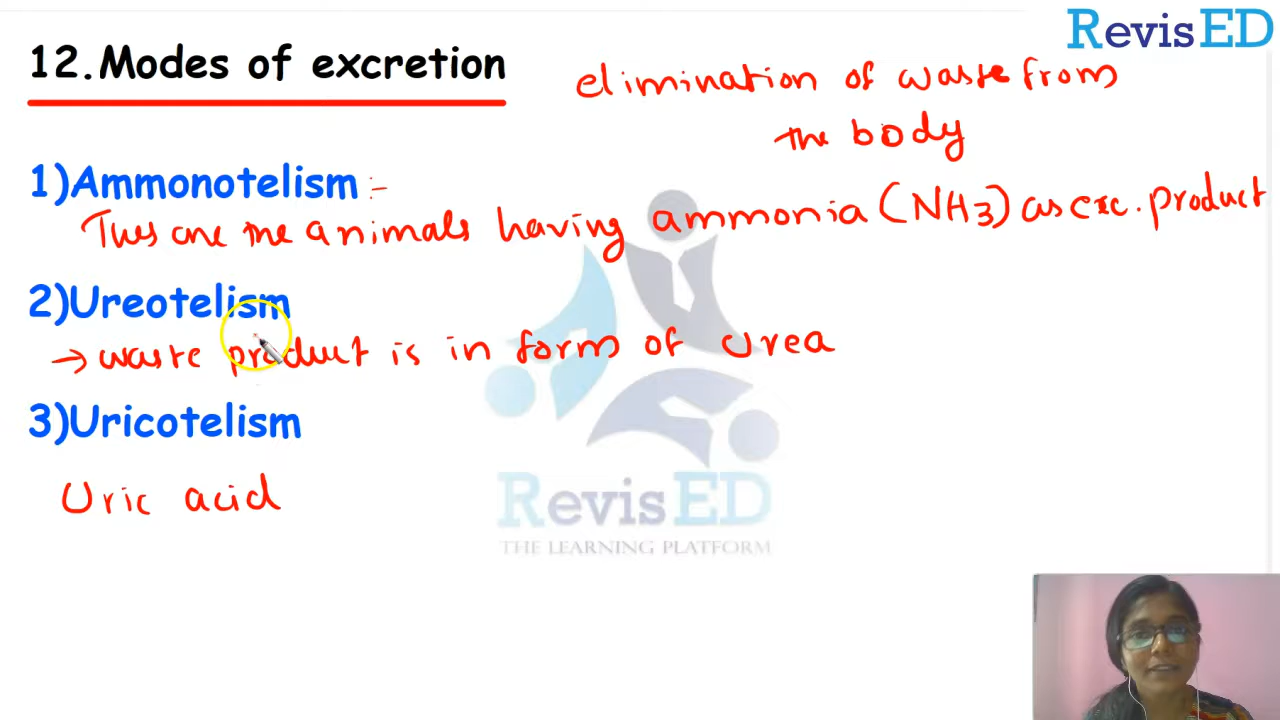 RevisED
12.Modes of excretion
elimination of waste from
the body
1)Ammonotelism :-
are the animals having ammonia (NH3) as exc. product
2)Ureotelism
→ waste product is in form of urea
3)Uricotelism
Uric acid
RevisED
THE LEARNING PLATFORM